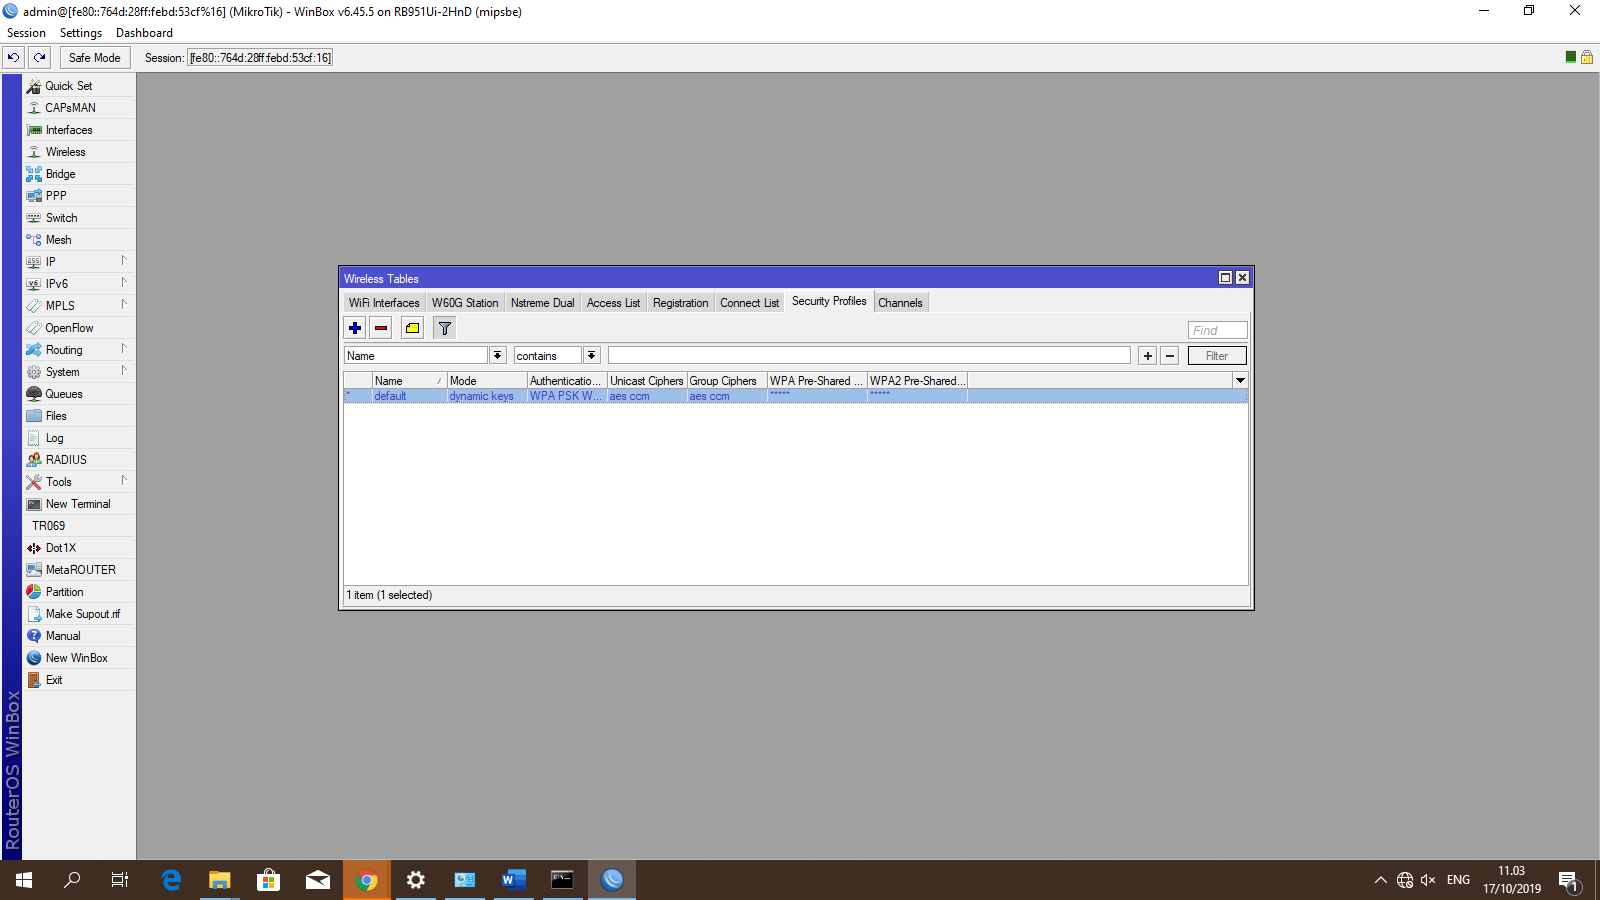 admin@[fe80::764d:28ff:febd:53cf%16] (MikroTik) - WinBox v6.45.5 on RB951Ui-2HnD (mipsbe)
Session Settings Dashboard
Safe Mode Session: [fe80::764d:28ff:febd:53cf:16]
Quick Set
CAPsMAN
Interfaces
Wireless
Bridge
PPP
Switch
Mesh
IP
IPv6
MPLS
OpenFlow
Routing
System
Queues
Files
Log
RADIUS
Tools
New Terminal
TR069
Dot1X
MetaROUTER
Partition
Make Supout.rif
Manual
New WinBox
Exit
RouterOS WinBox
Wireless Tables
WiFi Interfaces W60G Station Nstreme Dual Access List Registration Connect List Security Profiles Channels
Find
Name contains Filter
Name Mode Authenticatio... Unicast Ciphers Group Ciphers WPA Pre-Shared ... WPA2 Pre-Shared...
* default dynamic keys WPA PSK W... aes ccm aes ccm ***** *****
1 item (1 selected)
ENG
11.03
17/10/2019
1